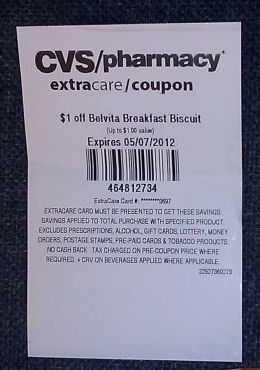 CVS/pharmacy
extracare/coupon
$1 off Belvita Breakfast Biscuit
(Up to $1.00 value)
Expires 05/07/2012
464812734
ExtraCare Card #: ********0697
EXTRACARE CARD MUST BE PRESENTED TO GET THESE SAVINGS.
SAVINGS APPLIED TO TOTAL PURCHASE WITH SPECIFIED PRODUCT.
EXCLUDES PRESCRIPTIONS, ALCOHOL, GIFT CARDS, LOTTERY, MONEY
ORDERS, POSTAGE STAMPS, PRE-PAID CARDS & TOBACCO PRODUCTS
NO CASH BACK. TAX CHARGED ON PRE-COUPON PRICE WHERE
REQUIRED. + CRV ON BEVERAGES APPLIED WHERE APPLICABLE.
22527360273